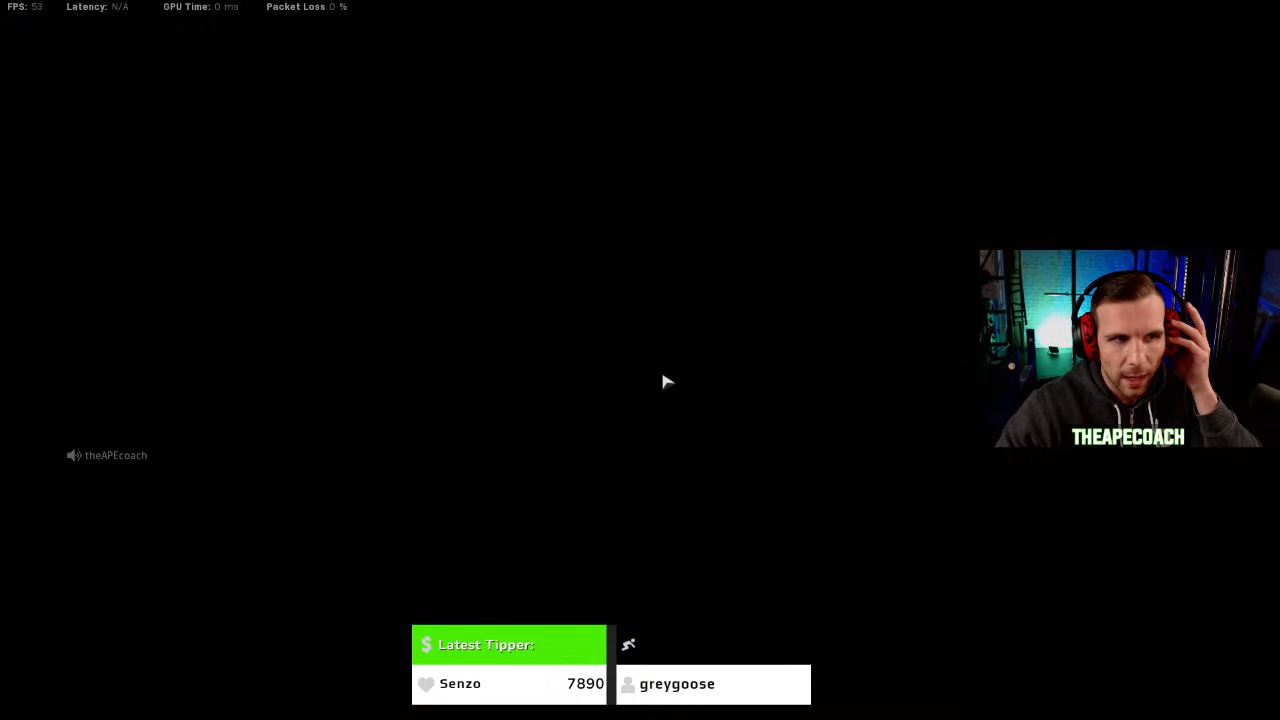 FPS: 53 Latency: N/A GPU Time: 0 ms Packet Loss 0 %
THEAPECOACH
theAPEcoach
$ Latest Tipper:
Senzo 7890 greygoose